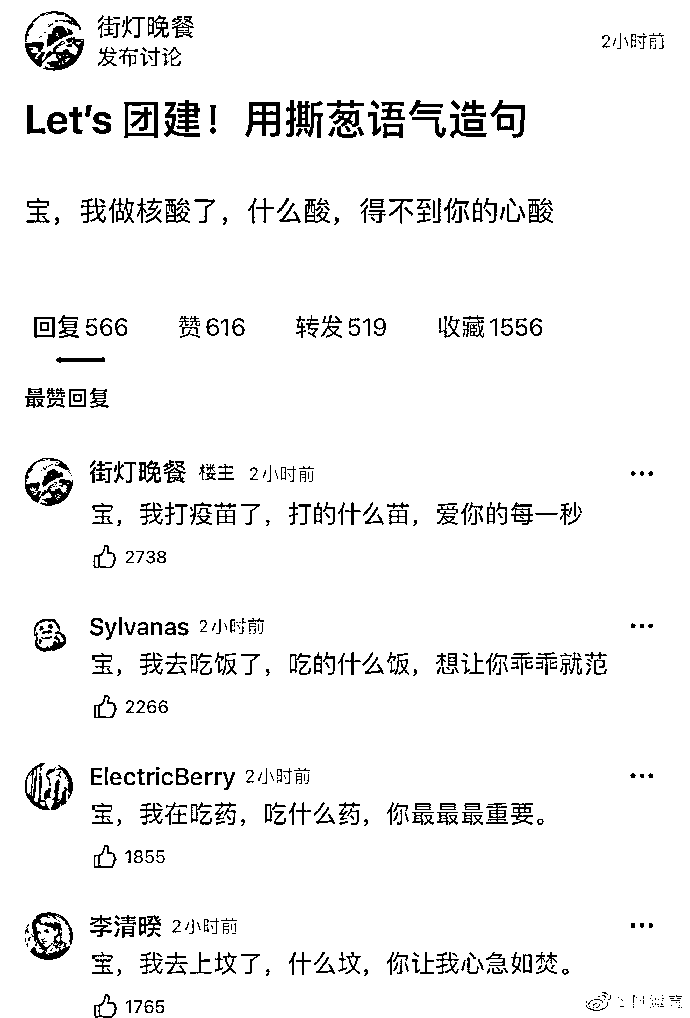 街灯晚餐
发布讨论
2小时前
Let's 团建！用撕葱语气造句
宝，我做核酸了，什么酸，得不到你的心酸
回复 566 赞 616 转发 519 收藏 1556
最赞回复
街灯晚餐 楼主 2小时前
宝，我打疫苗了，打的什么苗，爱你的每一秒
2738
Sylvanas 2小时前
宝，我去吃饭了，吃的什么饭，想让你乖乖就范
2266
ElectricBerry 2小时前
宝，我在吃药，吃什么药，你最最最重要。
1855
李清暌 2小时前
宝，我去上坟了，什么坟，你让我心急如焚。
1765